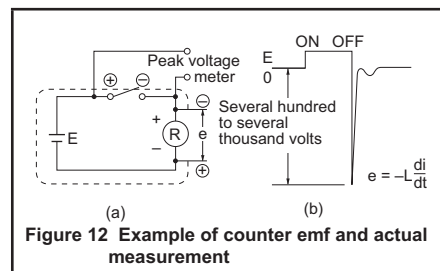 Peak voltage
meter
⊕ ⊖
E
+
–
R
e
⊖
⊕
(a)
ON OFF
E
0
Several hundred
to several
thousand volts
e = –L di/dt
(b)
Figure 12 Example of counter emf and actual
measurement